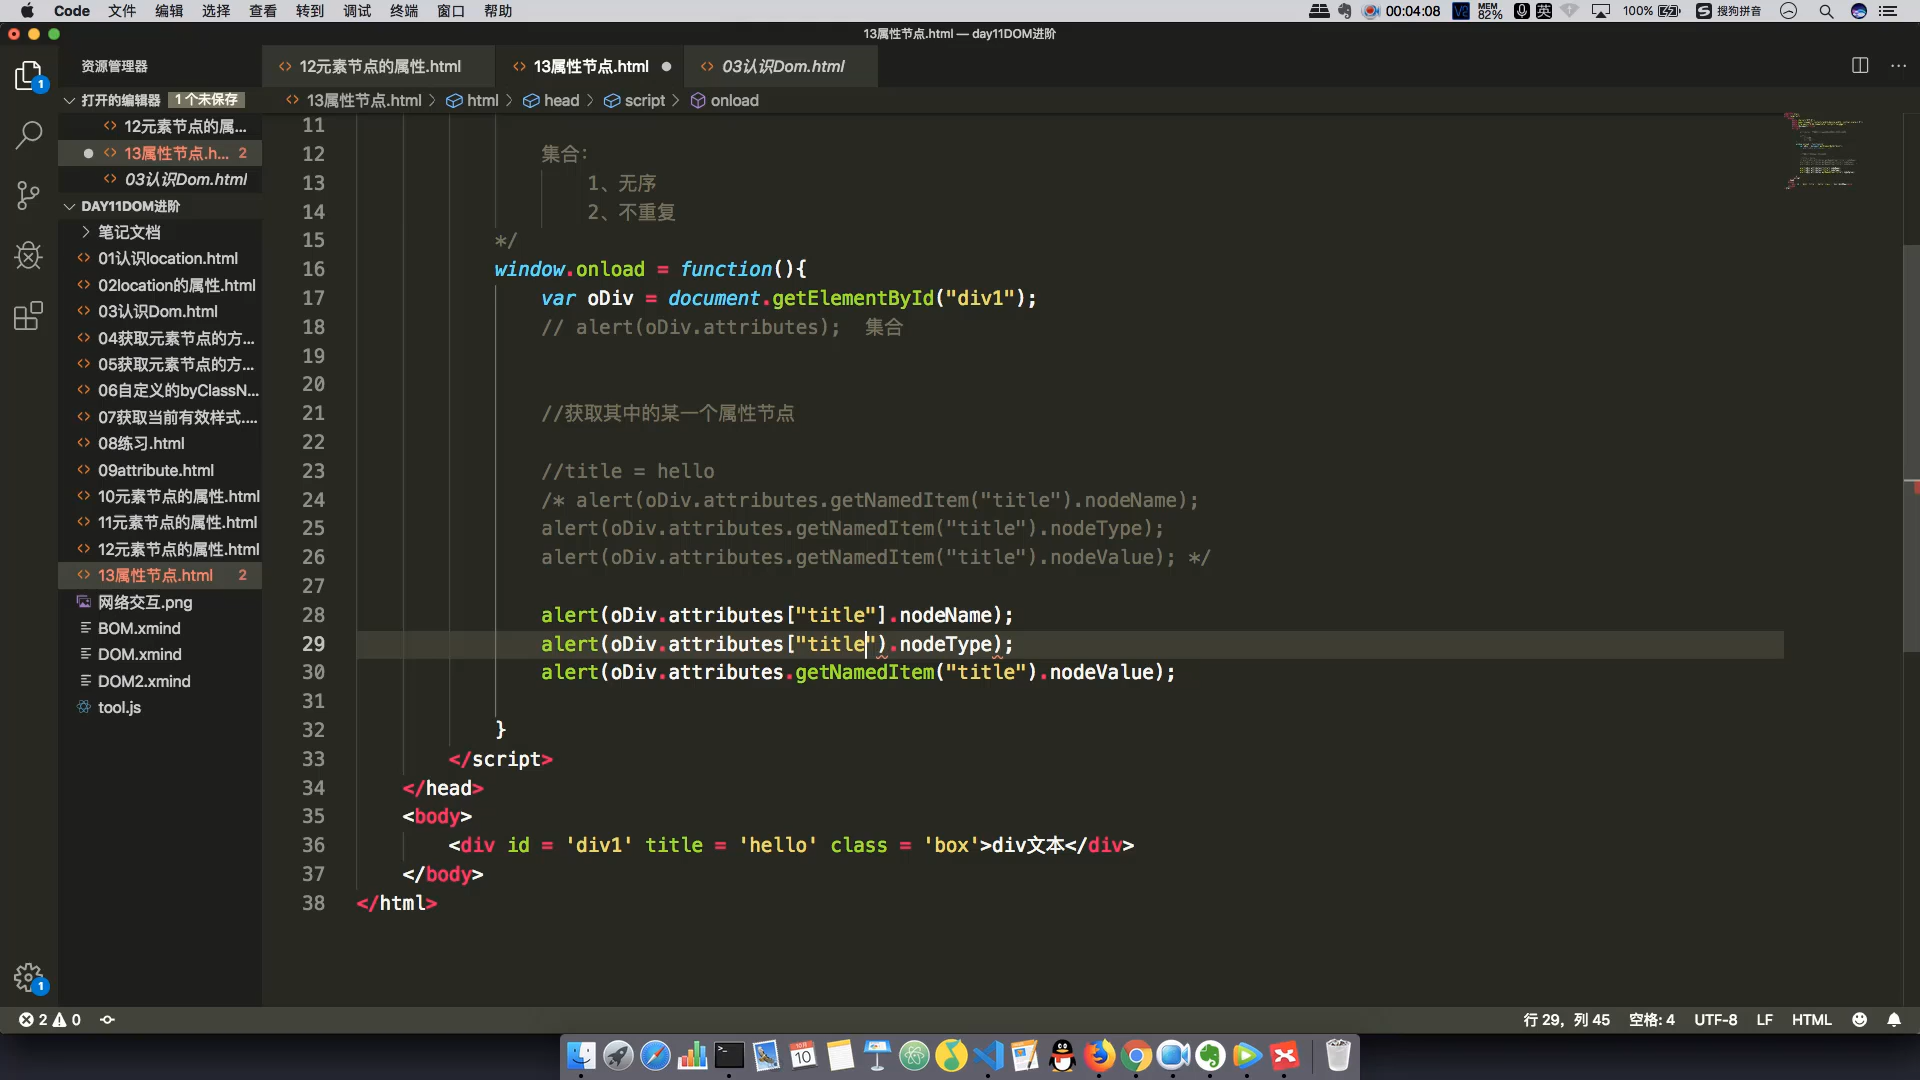 Code 文件 编辑 选择 查看 转到 调试 终端 窗口 帮助 00:04:08 MEM 82% 英 100% S 搜狗拼音
13属性节点.html — day11DOM进阶
资源管理器
12元素节点的属性.html 13属性节点.html 03认识Dom.html
打开的编辑器 1 个未保存
13属性节点.html > html > head > script > onload
12元素节点的属...
13属性节点.h... 2
03认识Dom.html
DAY11DOM进阶
笔记文档
01认识location.html
02location的属性.html
03认识Dom.html
04获取元素节点的方...
05获取元素节点的方...
06自定义的byClassN...
07获取当前有效样式....
08练习.html
09attribute.html
10元素节点的属性.html
11元素节点的属性.html
12元素节点的属性.html
13属性节点.html 2
网络交互.png
BOM.xmind
DOM.xmind
DOM2.xmind
tool.js
1
1
11
12 集合：
13 1、无序
14 2、不重复
15 */
16 window.onload = function(){
17 var oDiv = document.getElementById("div1");
18 // alert(oDiv.attributes);  集合
19
20
21 //获取其中的某一个属性节点
22
23 //title = hello
24 /* alert(oDiv.attributes.getNamedItem("title").nodeName);
25 alert(oDiv.attributes.getNamedItem("title").nodeType);
26 alert(oDiv.attributes.getNamedItem("title").nodeValue); */
27
28 alert(oDiv.attributes["title"].nodeName);
29 alert(oDiv.attributes["title").nodeType);
30 alert(oDiv.attributes.getNamedItem("title").nodeValue);
31
32 }
33 </script>
34 </head>
35 <body>
36 <div id = 'div1' title = 'hello' class = 'box'>div文本</div>
37 </body>
38 </html>
2 0 行 29，列 45 空格: 4 UTF-8 LF HTML
10